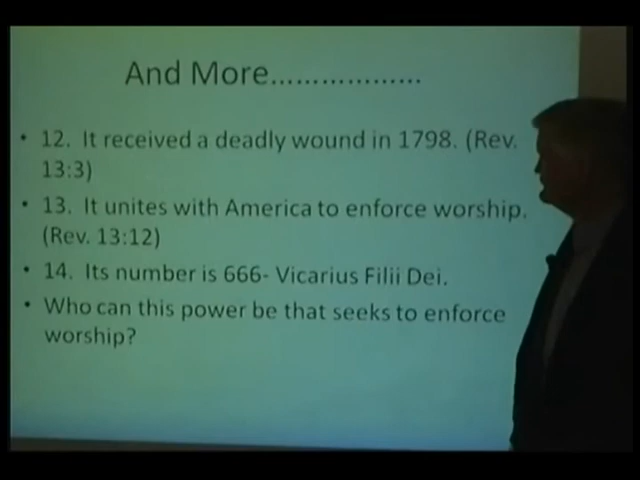 And More………………
• 12. It received a deadly wound in 1798. (Rev.
13:3)
• 13. It unites with America to enforce worship.
(Rev. 13:12)
• 14. Its number is 666- Vicarius Filii Dei.
• Who can this power be that seeks to enforce
worship?